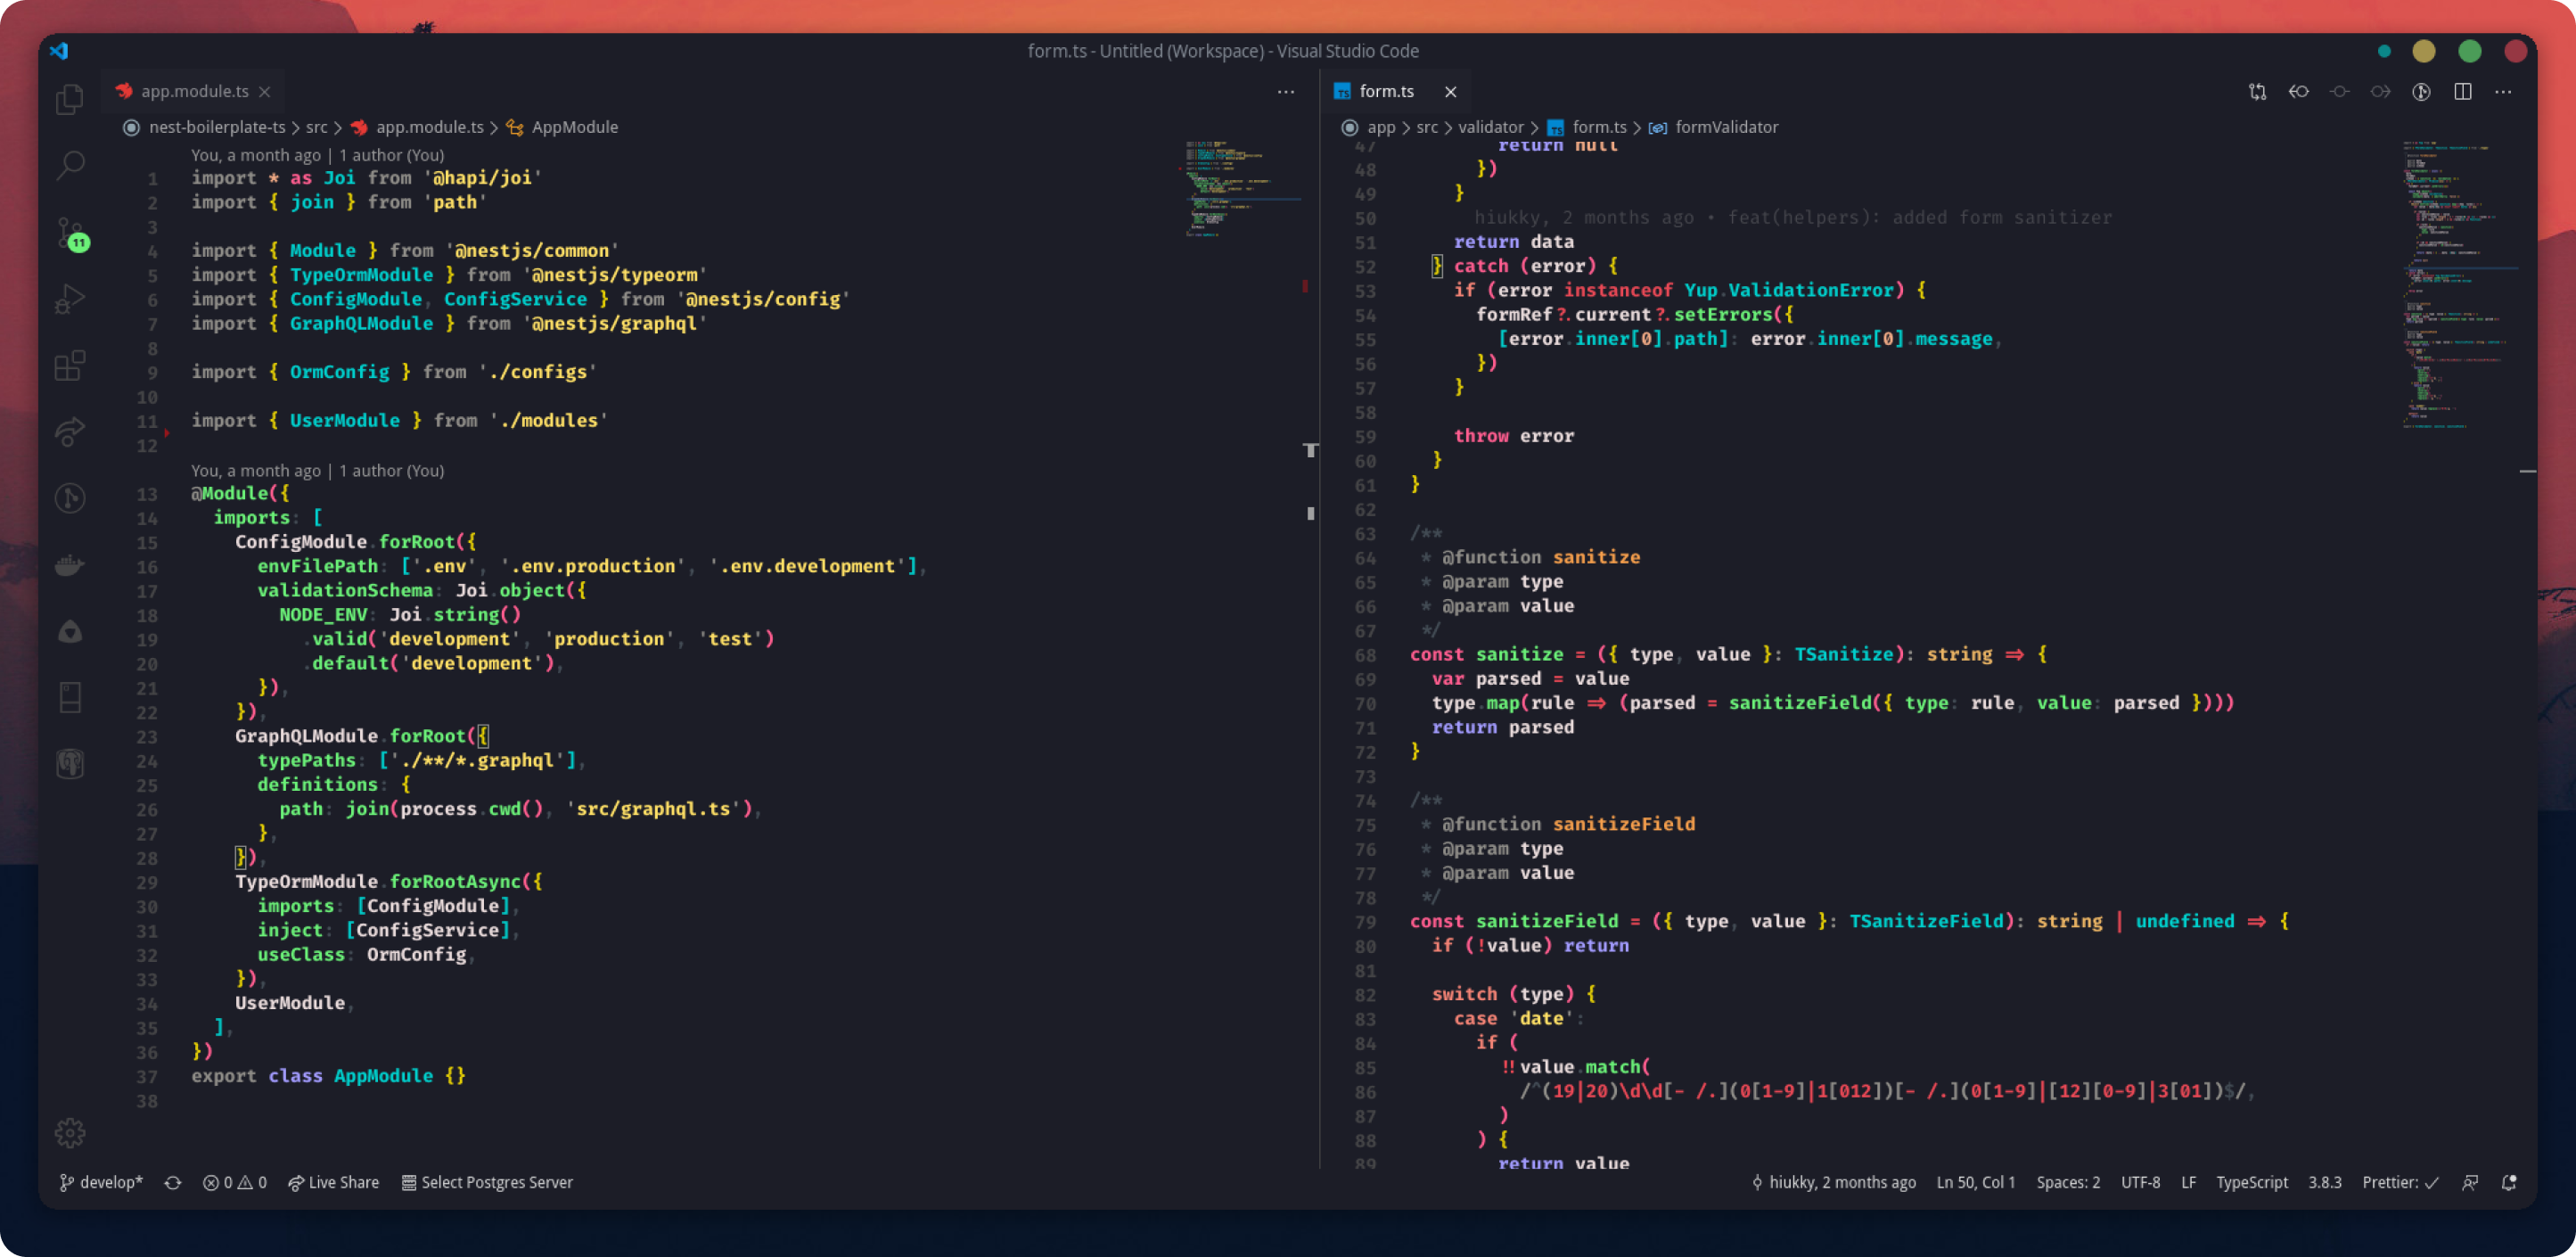 form.ts - Untitled (Workspace) - Visual Studio Code
app.module.ts
nest-boilerplate-ts > src > app.module.ts > AppModule
You, a month ago | 1 author (You)
1 import * as Joi from '@hapi/joi'
2 import { join } from 'path'
3
4 import { Module } from '@nestjs/common'
5 import { TypeOrmModule } from '@nestjs/typeorm'
6 import { ConfigModule, ConfigService } from '@nestjs/config'
7 import { GraphQLModule } from '@nestjs/graphql'
8
9 import { OrmConfig } from './configs'
10
11 import { UserModule } from './modules'
12
You, a month ago | 1 author (You)
13 @Module({
14 imports: [
15 ConfigModule.forRoot({
16 envFilePath: ['.env', '.env.production', '.env.development'],
17 validationSchema: Joi.object({
18 NODE_ENV: Joi.string()
19 .valid('development', 'production', 'test')
20 .default('development'),
21 }),
22 }),
23 GraphQLModule.forRoot({
24 typePaths: ['./**/*.graphql'],
25 definitions: {
26 path: join(process.cwd(), 'src/graphql.ts'),
27 },
28 }),
29 TypeOrmModule.forRootAsync({
30 imports: [ConfigModule],
31 inject: [ConfigService],
32 useClass: OrmConfig,
33 }),
34 UserModule,
35 ],
36 })
37 export class AppModule {}
38
11
form.ts
app > src > validator > form.ts > formValidator
47 return null
48 })
49 }
50 hiukky, 2 months ago • feat(helpers): added form sanitizer
51 return data
52 } catch (error) {
53 if (error instanceof Yup.ValidationError) {
54 formRef?.current?.setErrors({
55 [error.inner[0].path]: error.inner[0].message,
56 })
57 }
58
59 throw error
60 }
61 }
62
63 /**
64 * @function sanitize
65 * @param type
66 * @param value
67 */
68 const sanitize = ({ type, value }: TSanitize): string => {
69 var parsed = value
70 type.map(rule => (parsed = sanitizeField({ type: rule, value: parsed })))
71 return parsed
72 }
73
74 /**
75 * @function sanitizeField
76 * @param type
77 * @param value
78 */
79 const sanitizeField = ({ type, value }: TSanitizeField): string | undefined => {
80 if (!value) return
81
82 switch (type) {
83 case 'date':
84 if (
85 !!value.match(
86 /^(19|20)\d\d[- /.](0[1-9]|1[012])[- /.](0[1-9]|[12][0-9]|3[01])$/,
87 )
88 ) {
89 return value
develop* 0 0 Live Share Select Postgres Server
hiukky, 2 months ago Ln 50, Col 1 Spaces: 2 UTF-8 LF TypeScript 3.8.3 Prettier: ✓